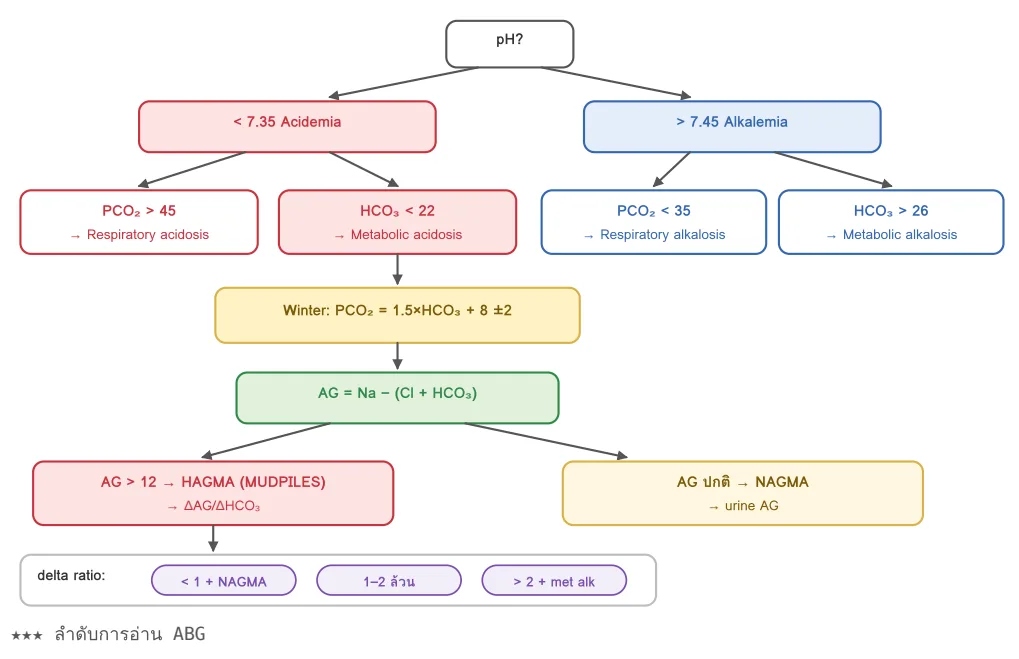 pH?
< 7.35 Acidemia
> 7.45 Alkalemia
PCO₂ > 45
→ Respiratory acidosis
HCO₃ < 22
→ Metabolic acidosis
PCO₂ < 35
→ Respiratory alkalosis
HCO₃ > 26
→ Metabolic alkalosis
Winter: PCO₂ = 1.5×HCO₃ + 8 ±2
AG = Na − (Cl + HCO₃)
AG > 12 → HAGMA (MUDPILES)
→ ΔAG/ΔHCO₃
AG ปกติ → NAGMA
→ urine AG
delta ratio:
< 1 + NAGMA
1–2 ล้วน
> 2 + met alk
★★★ ลำดับการอ่าน ABG